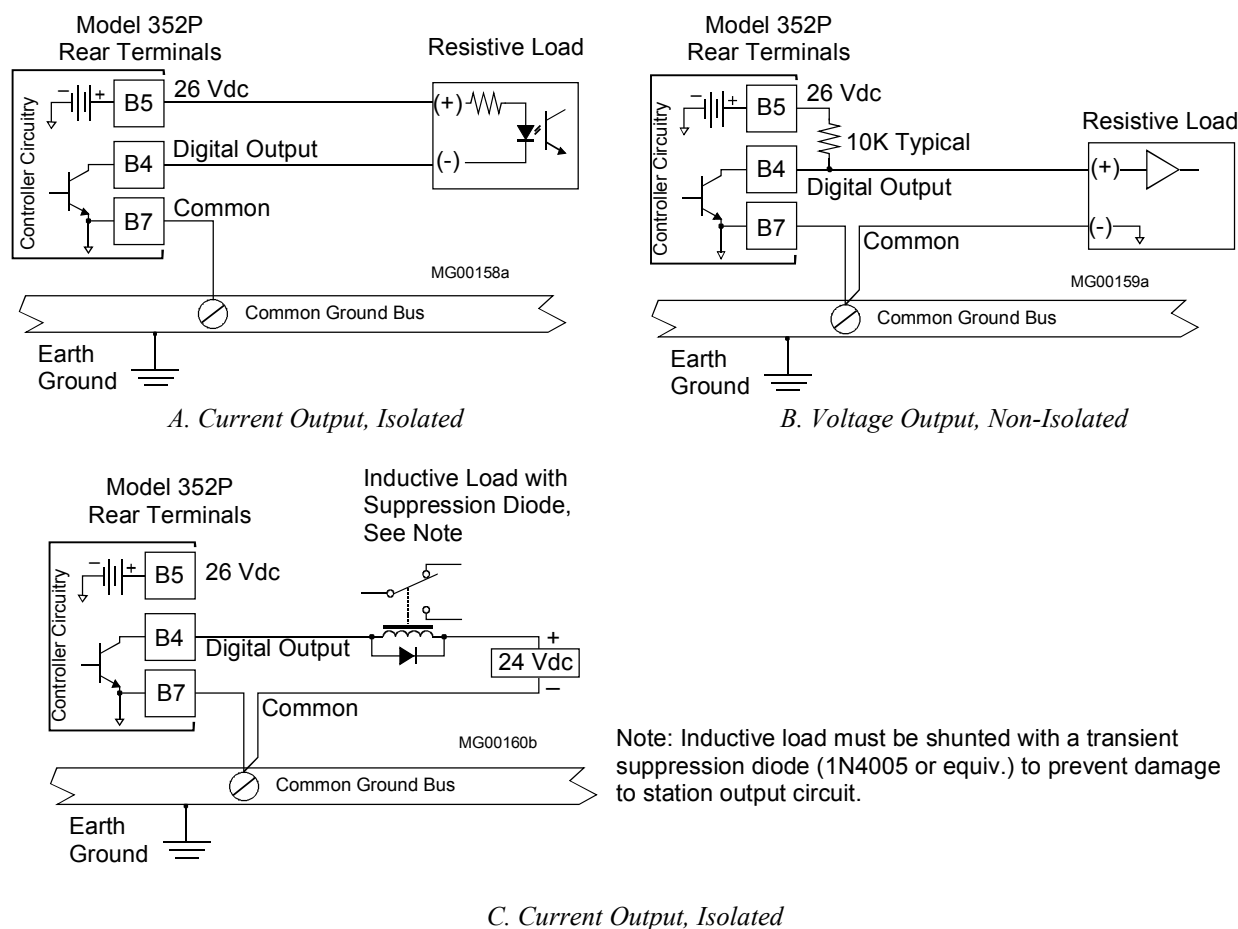 Model 352P
Rear Terminals
Resistive Load
Controller Circuitry
– +
B5
26 Vdc
(+)
B4
Digital Output
(-)
B7
Common
MG00158a
Common Ground Bus
Earth
Ground
A. Current Output, Isolated
Model 352P
Rear Terminals
Resistive Load
Controller Circuitry
– +
B5
26 Vdc
10K Typical
B4
Digital Output
(+)
B7
Common
(-)
MG00159a
Common Ground Bus
Earth
Ground
B. Voltage Output, Non-Isolated
Model 352P
Rear Terminals
Inductive Load with
Suppression Diode,
See Note
Controller Circuitry
– +
B5
26 Vdc
B4
Digital Output
+
24 Vdc
–
B7
Common
MG00160b
Common Ground Bus
Earth
Ground
Note: Inductive load must be shunted with a transient
suppression diode (1N4005 or equiv.) to prevent damage
to station output circuit.
C. Current Output, Isolated